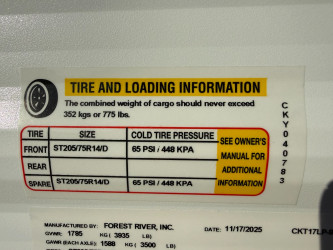 TIRE AND LOADING INFORMATION
The combined weight of cargo should never exceed
352 kgs or 775 lbs.
TIRE SIZE COLD TIRE PRESSURE
FRONT ST205/75R14/D 65 PSI / 448 KPA
REAR
SPARE ST205/75R14/D 65 PSI / 448 KPA
SEE OWNER'S
MANUAL FOR
ADDITIONAL
INFORMATION
CKY040783
MANUFACTURED BY: FOREST RIVER, INC. DATE: 11/17/2025
GVWR: 1785 KG ( 3935 LB)
GAWR (EACH AXLE): 1588 KG ( 3500 LB)